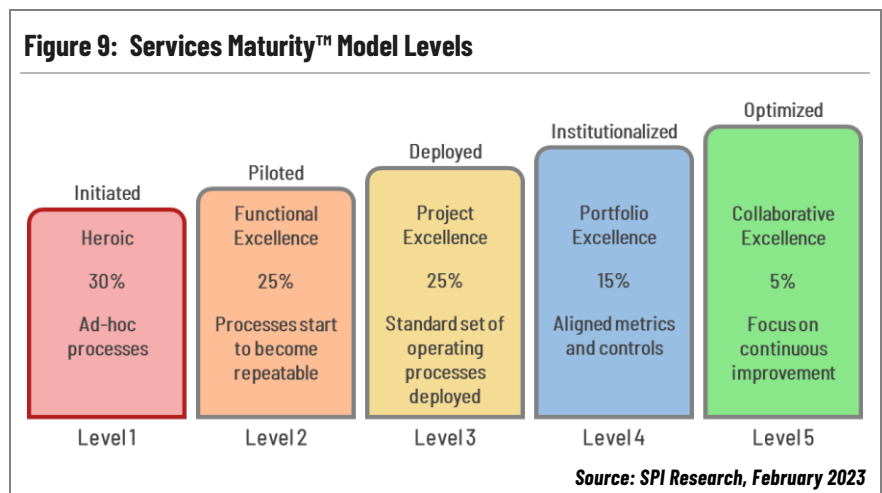 Figure 9: Services Maturity™ Model Levels
Initiated
Heroic
30%
Ad-hoc
processes
Level 1
Piloted
Functional
Excellence
25%
Processes start
to become
repeatable
Level 2
Deployed
Project
Excellence
25%
Standard set of
operating
processes
deployed
Level 3
Institutionalized
Portfolio
Excellence
15%
Aligned metrics
and controls
Level 4
Optimized
Collaborative
Excellence
5%
Focus on
continuous
improvement
Level 5
Source: SPI Research, February 2023